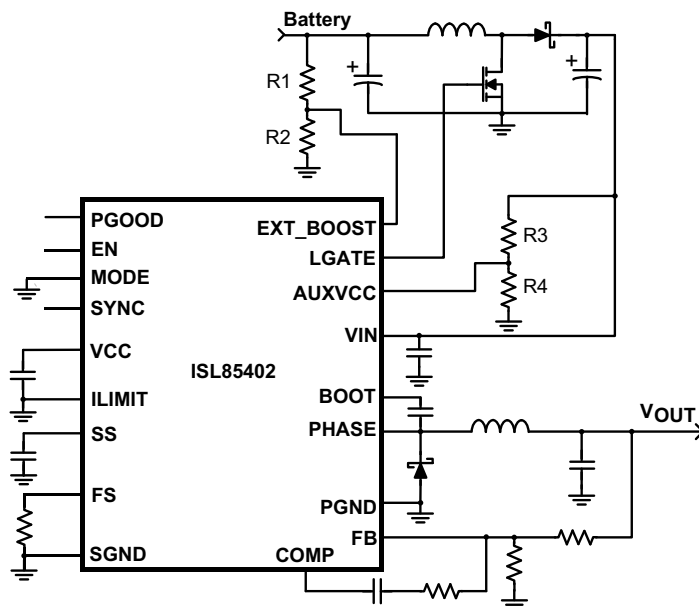 Battery
R1
R2
PGOOD
EN
MODE
SYNC
VCC
ILIMIT
SS
FS
SGND
ISL85402
EXT_BOOST
LGATE
AUXVCC
VIN
BOOT
PHASE
PGND
FB
COMP
R3
R4
VOUT